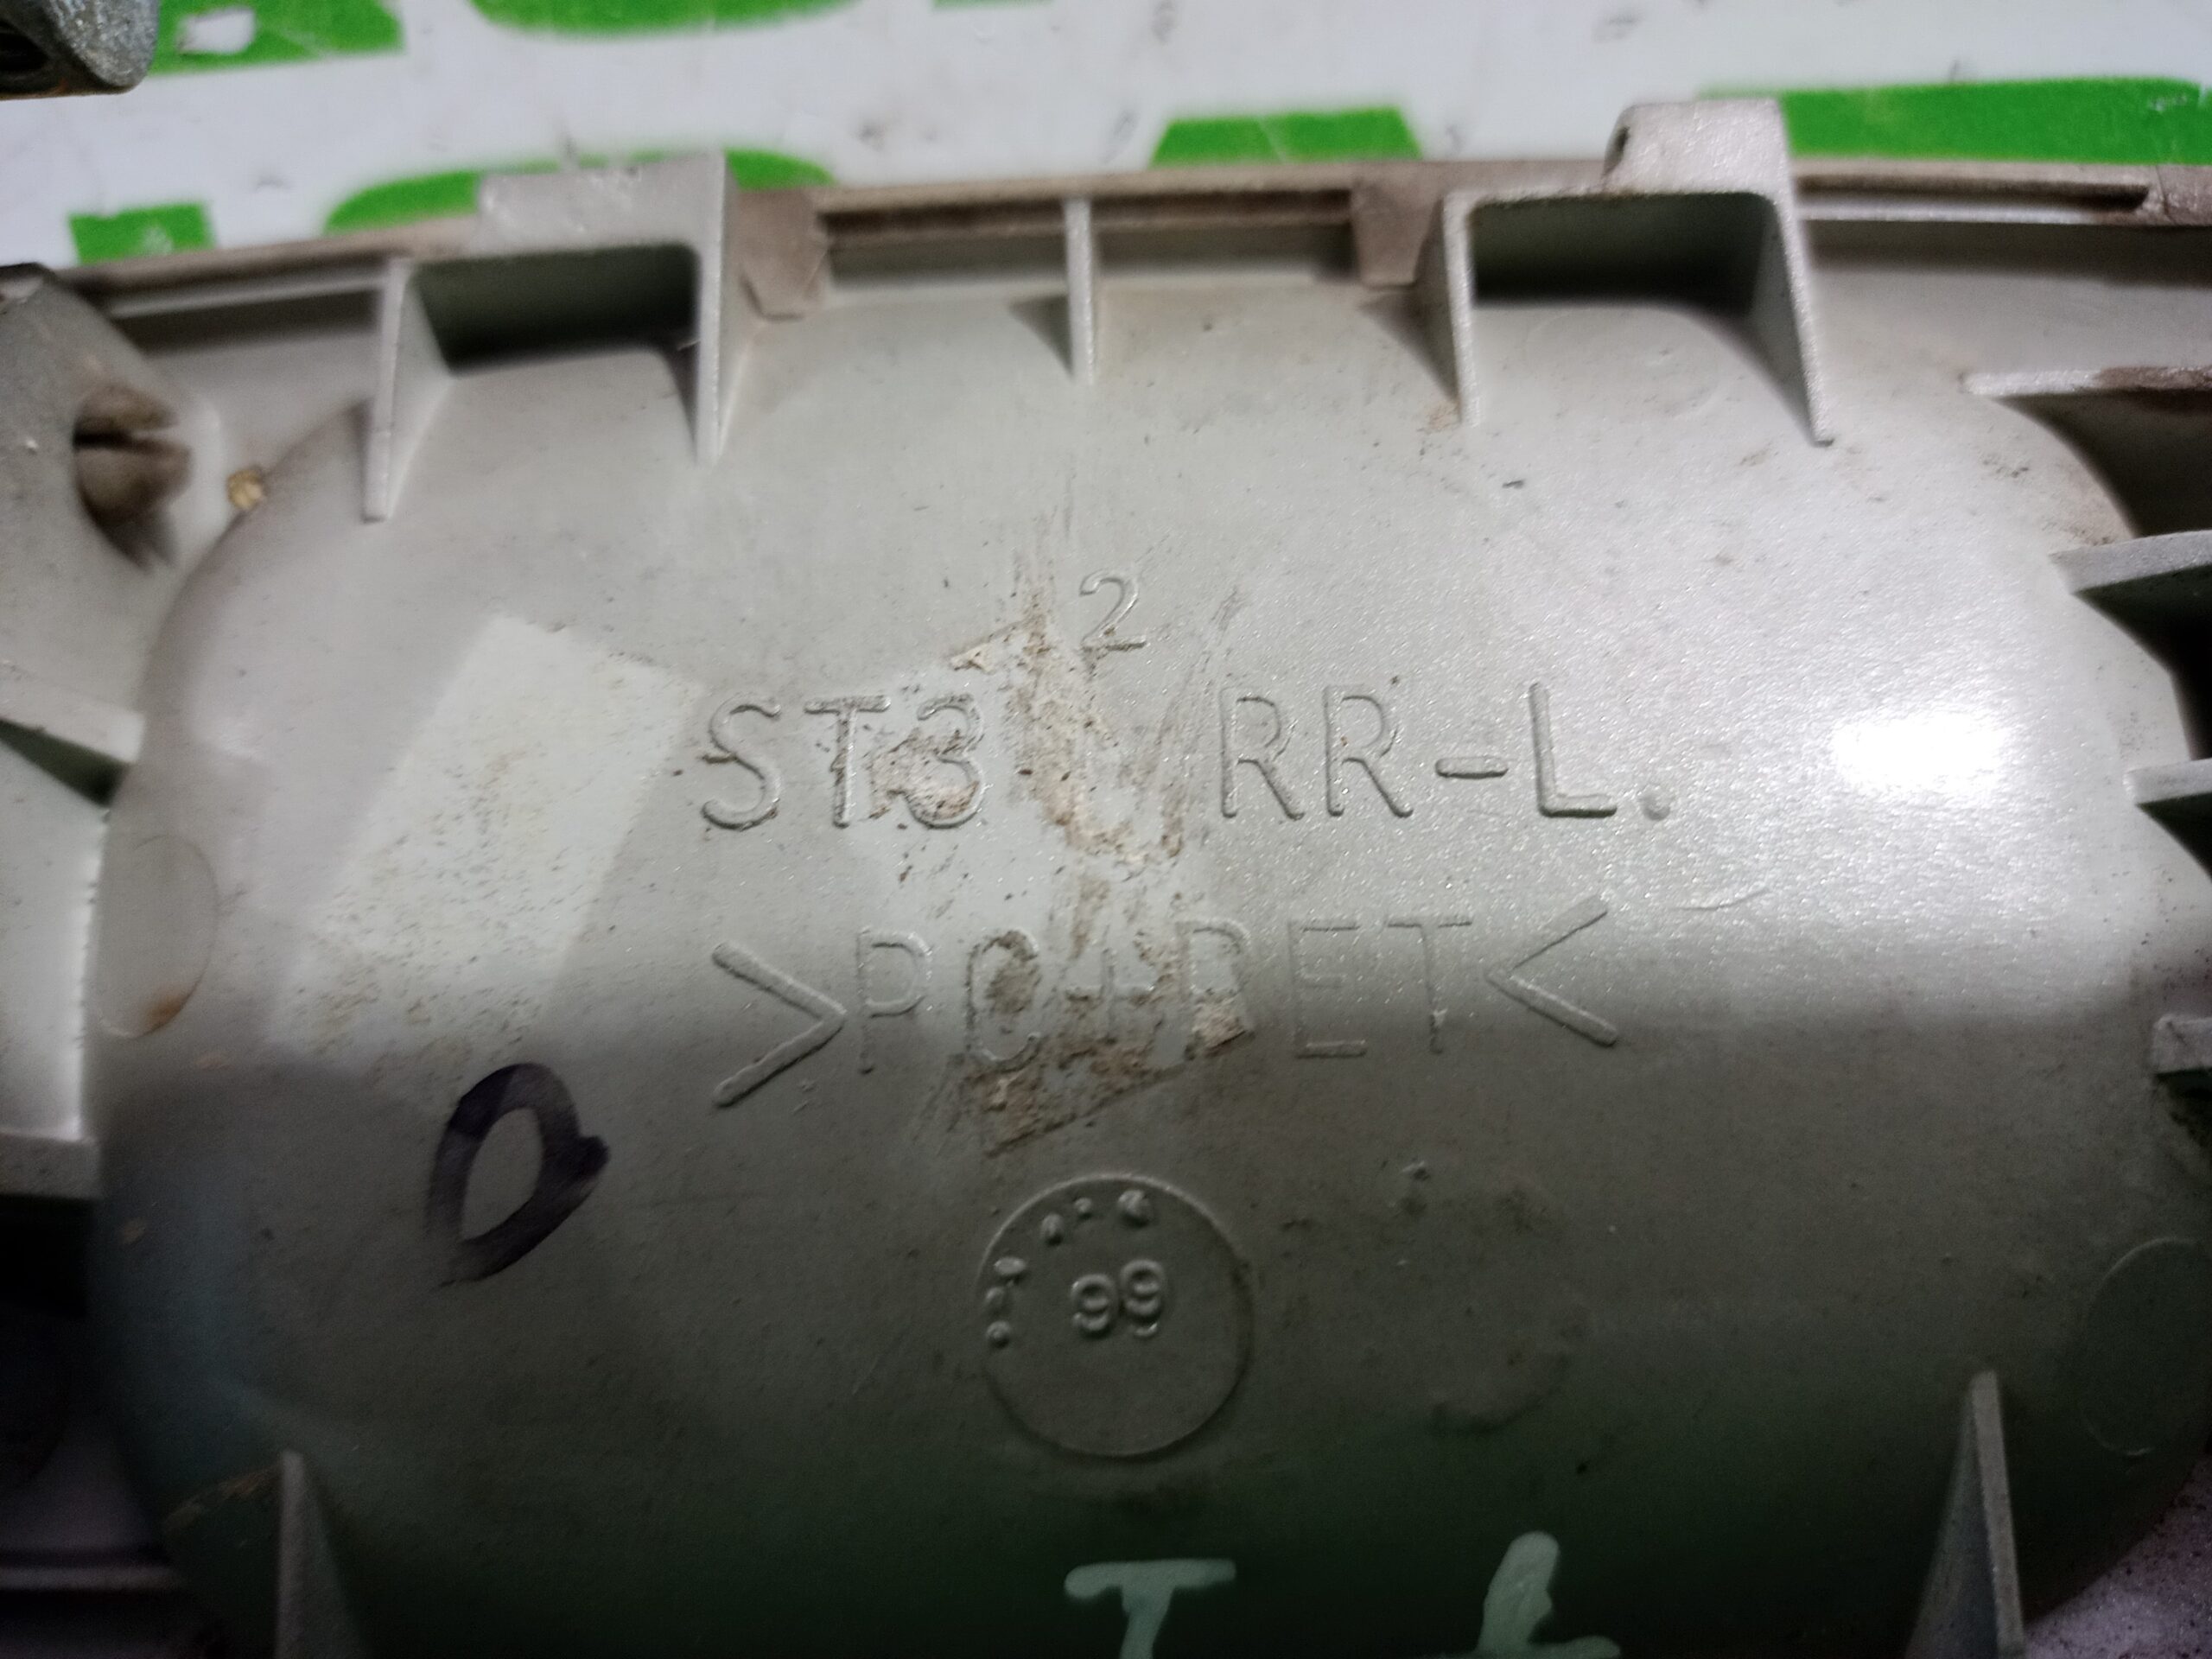 2
ST3 RR-L.
>PC+PET<
99